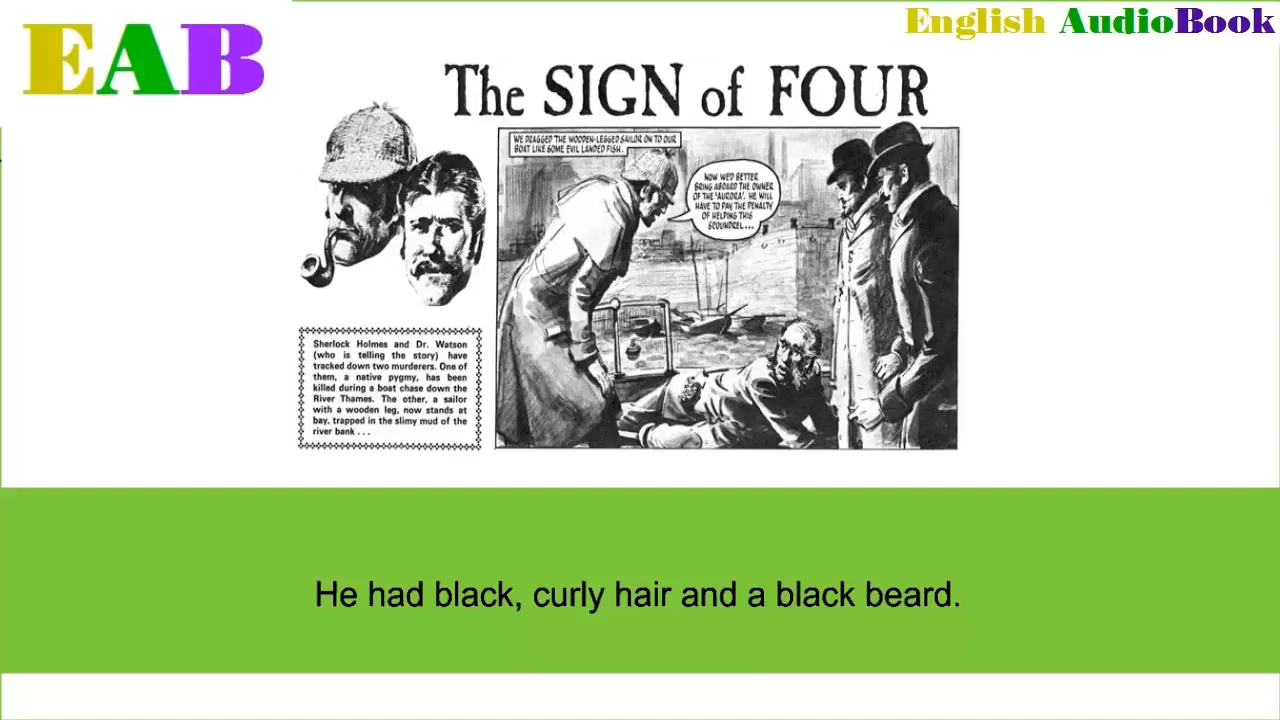 EAB
English AudioBook
The SIGN of FOUR
WE DRAGGED THE WOODEN-LEGGED SAILOR ON TO OUR
BOAT LIKE SOME EVIL LANDED FISH.
NOW WE'D BETTER
BRING ABOARD THE OWNER
OF THE 'AURORA'. HE WILL
HAVE TO PAY THE PENALTY
OF HELPING THIS
SCOUNDREL...
Sherlock Holmes and Dr. Watson
(who is telling the story) have
tracked down two murderers. One of
them, a native pygmy, has been
killed during a boat chase down the
River Thames. The other, a sailor
with a wooden leg, now stands at
bay, trapped in the slimy mud of the
river bank . . .
He had black, curly hair and a black beard.